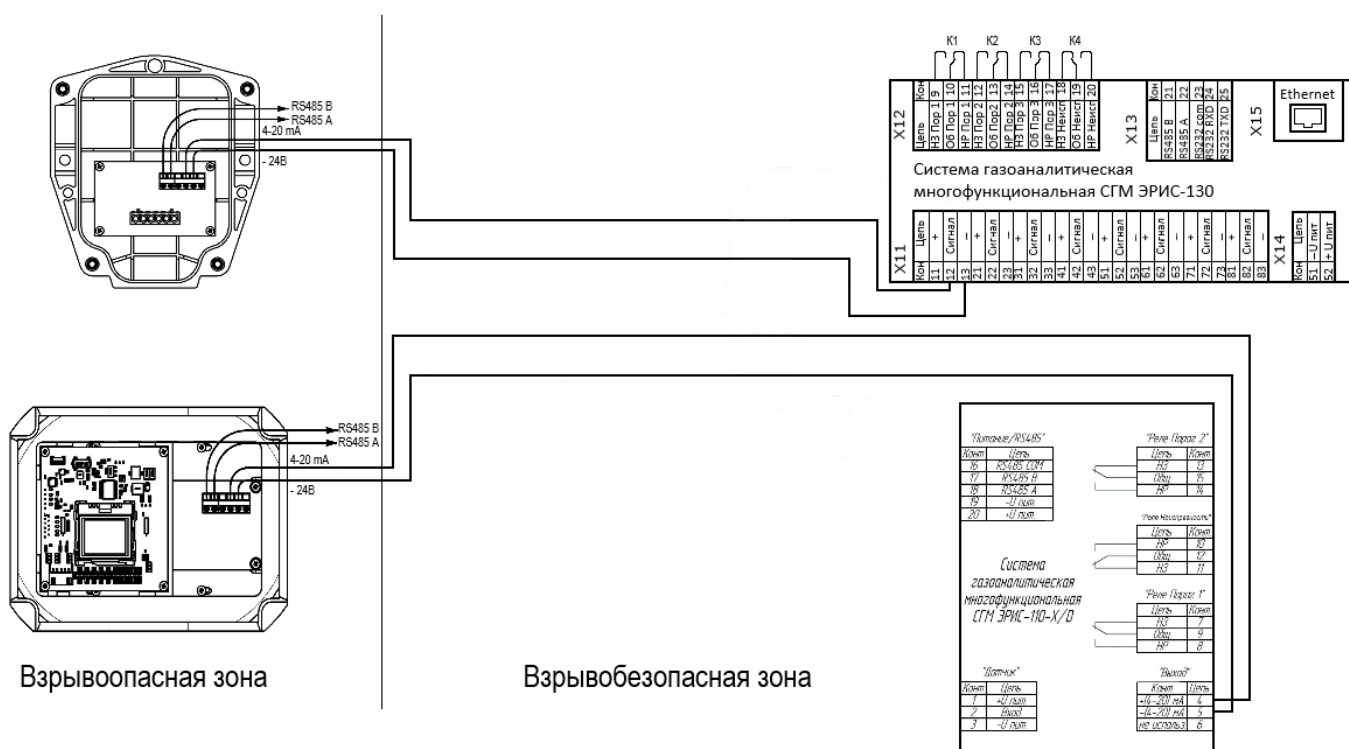 RS485 B
RS485 A
4-20 mA
- 24В
K1 K2 K3 K4
X12
Цепь Кон
НЗ Пор 1 9
Об Пор 1 10
НР Пор 1 11
НЗ Пор 2 12
Об Пор2 13
НР Пор 2 14
НЗ Пор 3 15
Об Пор 3 16
НР Пор 3 17
НЗ Неисп 18
Об Неисп 19
НР Неисп 20
X13
Цепь Кон
RS485 B 21
RS485 A 22
RS232 com 23
RS232 RXD 24
RS232 TXD 25
X15
Ethernet
Система газоаналитическая
многофункциональная СГМ ЭРИС-130
X11
Кон Цепь
11 +
12 Сигнал
13 −
21 +
22 Сигнал
23 −
31 +
32 Сигнал
33 −
41 +
42 Сигнал
43 −
51 +
52 Сигнал
53 −
61 +
62 Сигнал
63 −
71 +
72 Сигнал
73 −
81 +
82 Сигнал
83 −
X14
Кон Цепь
51 −U пит
52 +U пит
RS485 B
RS485 A
4-20 mA
- 24В
"Питание/RS485"
Конт Цепь
16 RS485 COM
17 RS485 B
18 RS485 A
19 -U пит
20 +U пит
"Реле Порог 2"
Цепь Конт
НЗ 13
Общ 15
НР 14
"Реле Неисправность"
Цепь Конт
НР 10
Общ 12
НЗ 11
Система
газоаналитическая
многофункциональная
СГМ ЭРИС-110-X/D
"Реле Порог 1"
Цепь Конт
НЗ 7
Общ 9
НР 8
"Датчик"
Конт Цепь
1 +U пит
2 Вход
3 -U пит
"Выход"
Конт Цепь
+(4-20) мА 4
-(4-20) мА 5
не использ. 6
Взрывоопасная зона
Взрывобезопасная зона